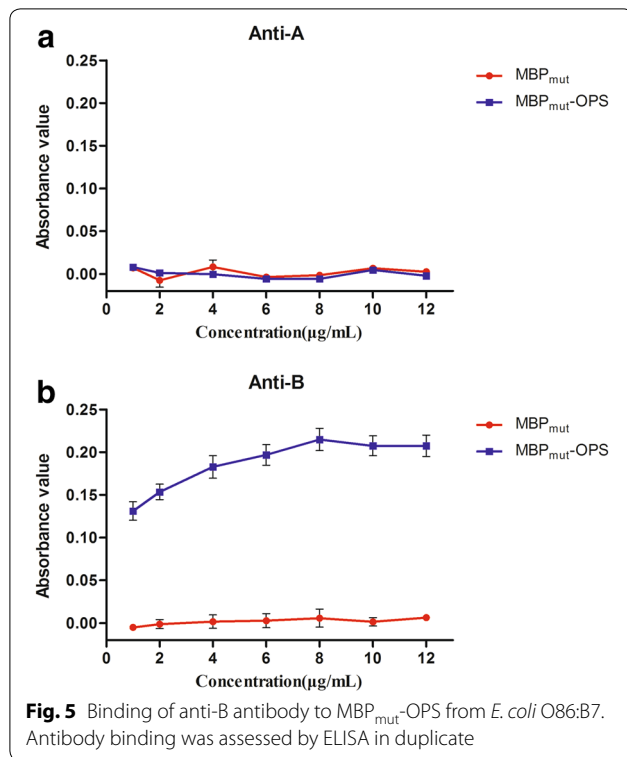 a
Anti-A
0.25
0.20
0.15
0.10
0.05
0.00
Absorbance value
0 2 4 6 8 10 12
Concentration(μg/mL)
MBPmut
MBPmut-OPS
b
Anti-B
0.25
0.20
0.15
0.10
0.05
0.00
Absorbance value
0 2 4 6 8 10 12
Concentration(μg/mL)
MBPmut
MBPmut-OPS
Fig. 5 Binding of anti-B antibody to MBPmut-OPS from E. coli O86:B7.
Antibody binding was assessed by ELISA in duplicate